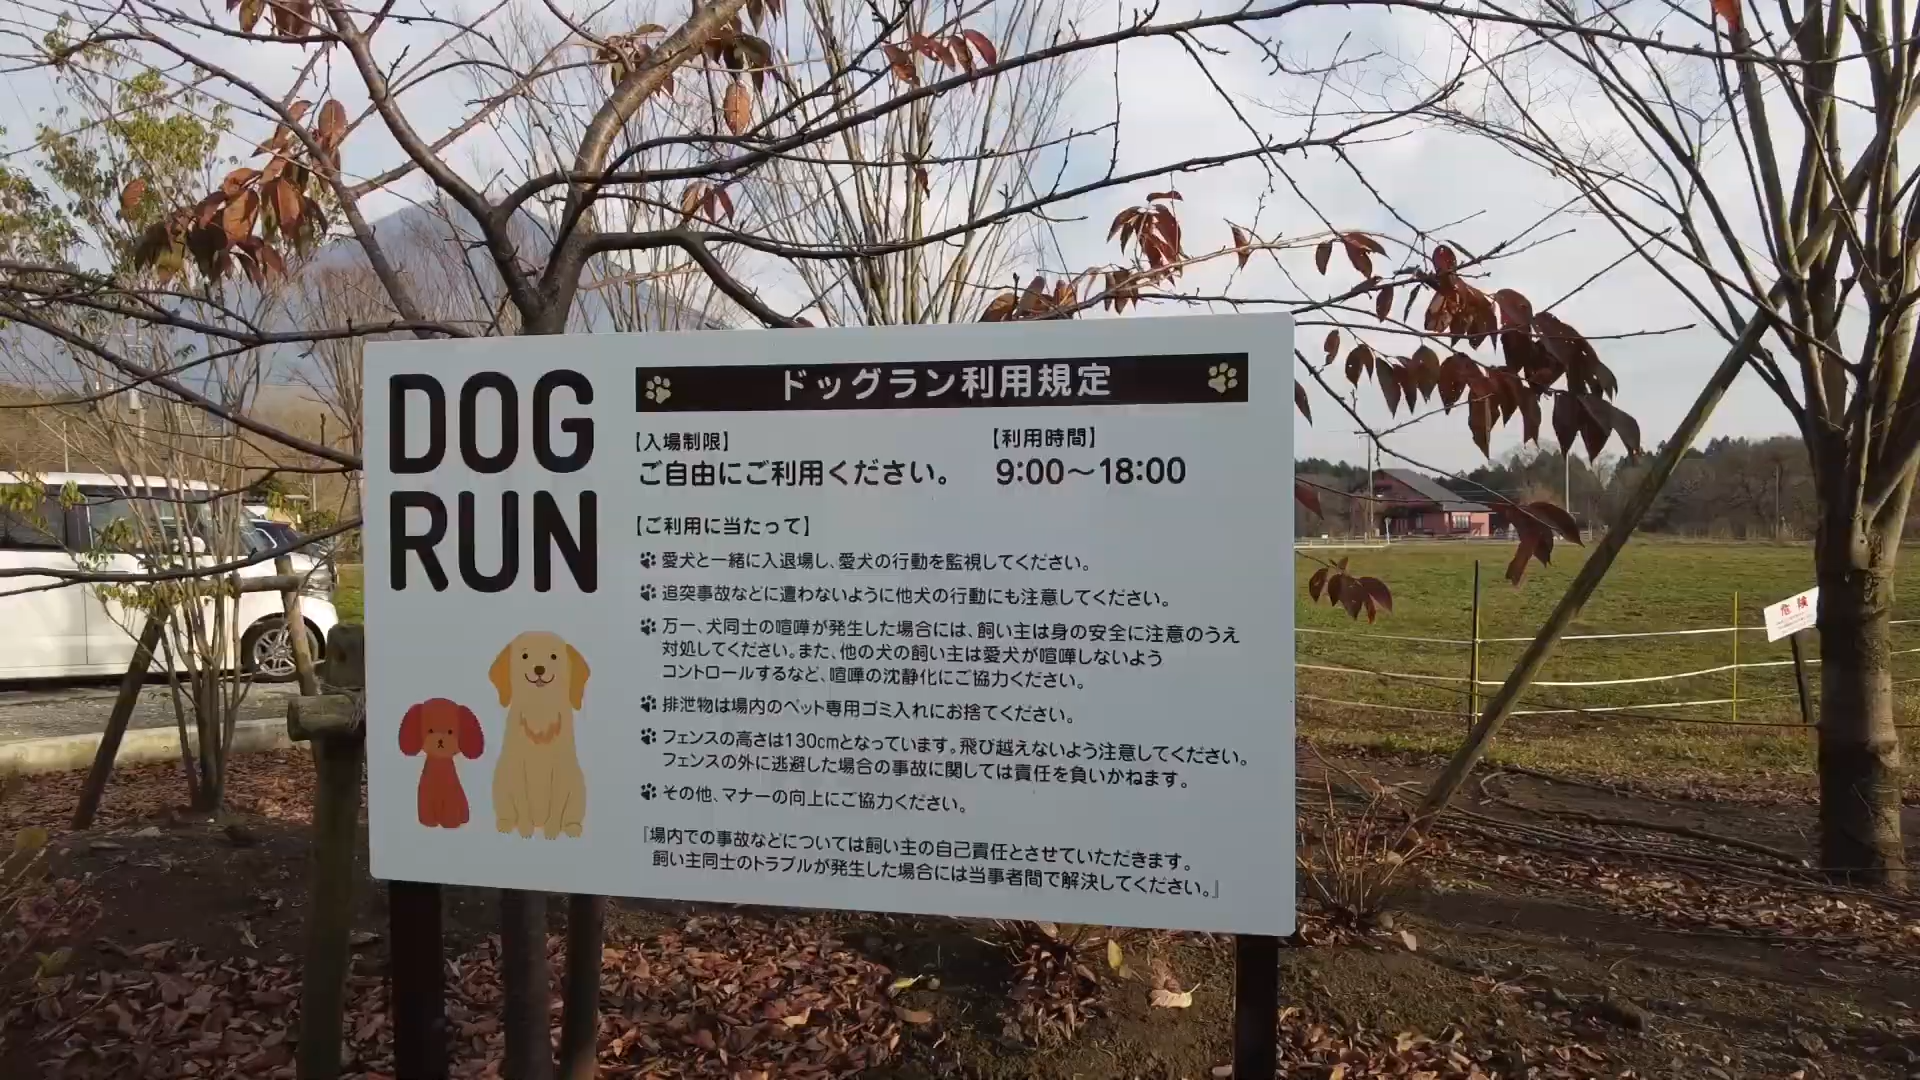 DOG
RUN
ドッグラン利用規定
【入場制限】
ご自由にご利用ください。
【利用時間】
9:00〜18:00
【ご利用に当たって】
愛犬と一緒に入退場し、愛犬の行動を監視してください。
追突事故などに遭わないように他犬の行動にも注意してください。
万一、犬同士の喧嘩が発生した場合には、飼い主は身の安全に注意のうえ
対処してください。また、他の犬の飼い主は愛犬が喧嘩しないよう
コントロールするなど、喧嘩の沈静化にご協力ください。
排泄物は場内のペット専用ゴミ入れにお捨てください。
フェンスの高さは130cmとなっています。飛び越えないよう注意してください。
フェンスの外に逃避した場合の事故に関しては責任を負いかねます。
その他、マナーの向上にご協力ください。
「場内での事故などについては飼い主の自己責任とさせていただきます。
飼い主同士のトラブルが発生した場合には当事者間で解決してください。」
危険